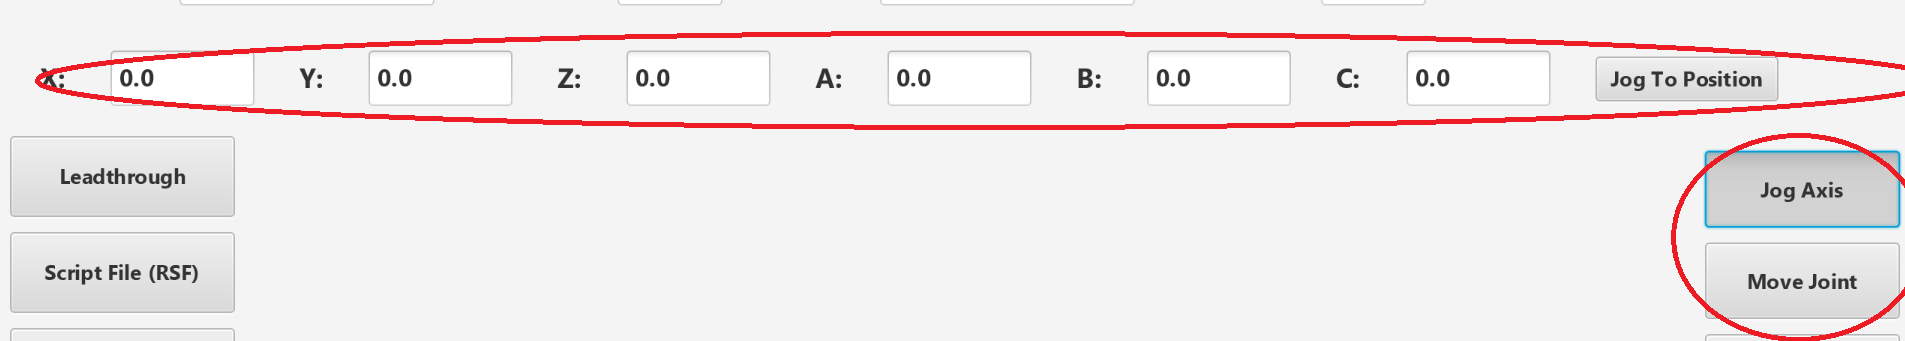 X: 0.0 Y: 0.0 Z: 0.0 A: 0.0 B: 0.0 C: 0.0 Jog To Position
Leadthrough
Jog Axis
Script File (RSF)
Move Joint